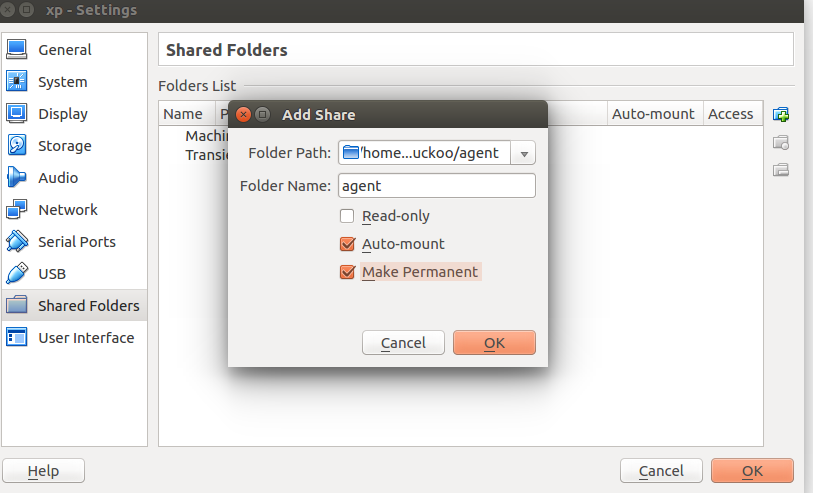 xp - Settings
General
System
Display
Storage
Audio
Network
Serial Ports
USB
Shared Folders
User Interface
Shared Folders
Folders List
Name P Auto-mount Access
Machin
Transie
Add Share
Folder Path: /home...uckoo/agent
Folder Name: agent
Read-only
Auto-mount
Make Permanent
Cancel OK
Help Cancel OK